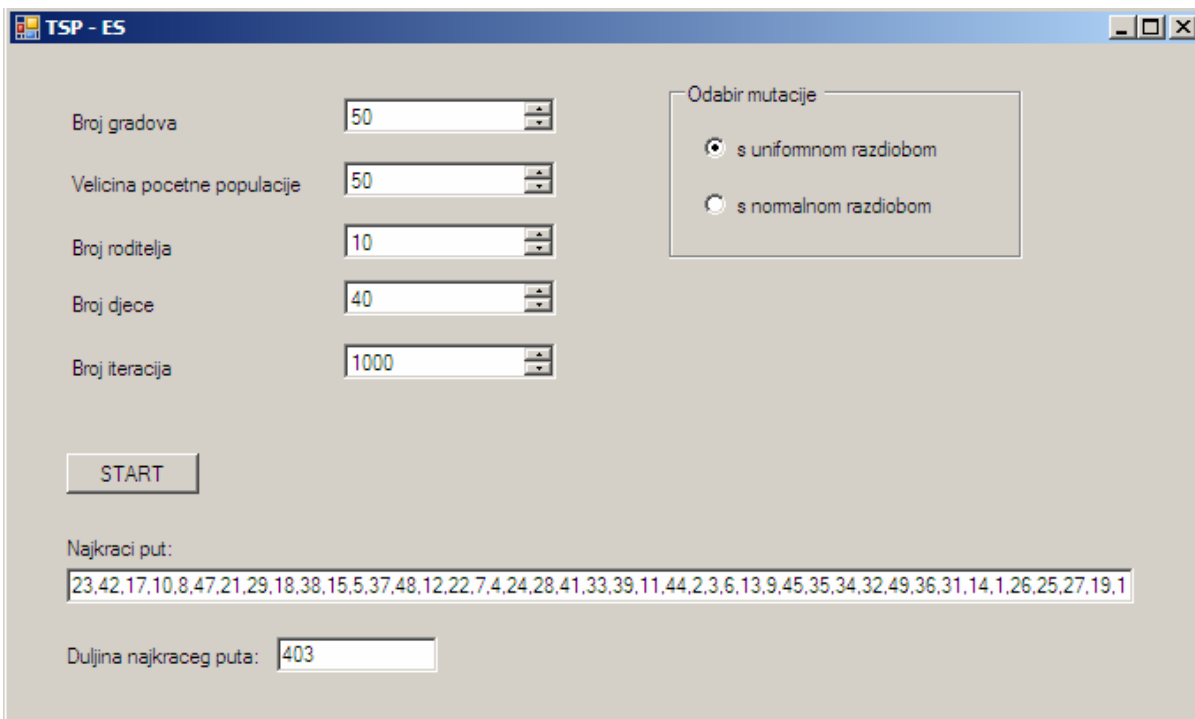 TSP - ES
Broj gradova
50
Velicina pocetne populacije
50
Broj roditelja
10
Broj djece
40
Broj iteracija
1000
Odabir mutacije
s unifomnom razdiobom
s normalnom razdiobom
START
Najkraci put:
23,42,17,10,8,47,21,29,18,38,15,5,37,48,12,22,7,4,24,28,41,33,39,11,44,2,3,6,13,9,45,35,34,32,49,36,31,14,1,26,25,27,19,1
Duljina najkraceg puta:
403